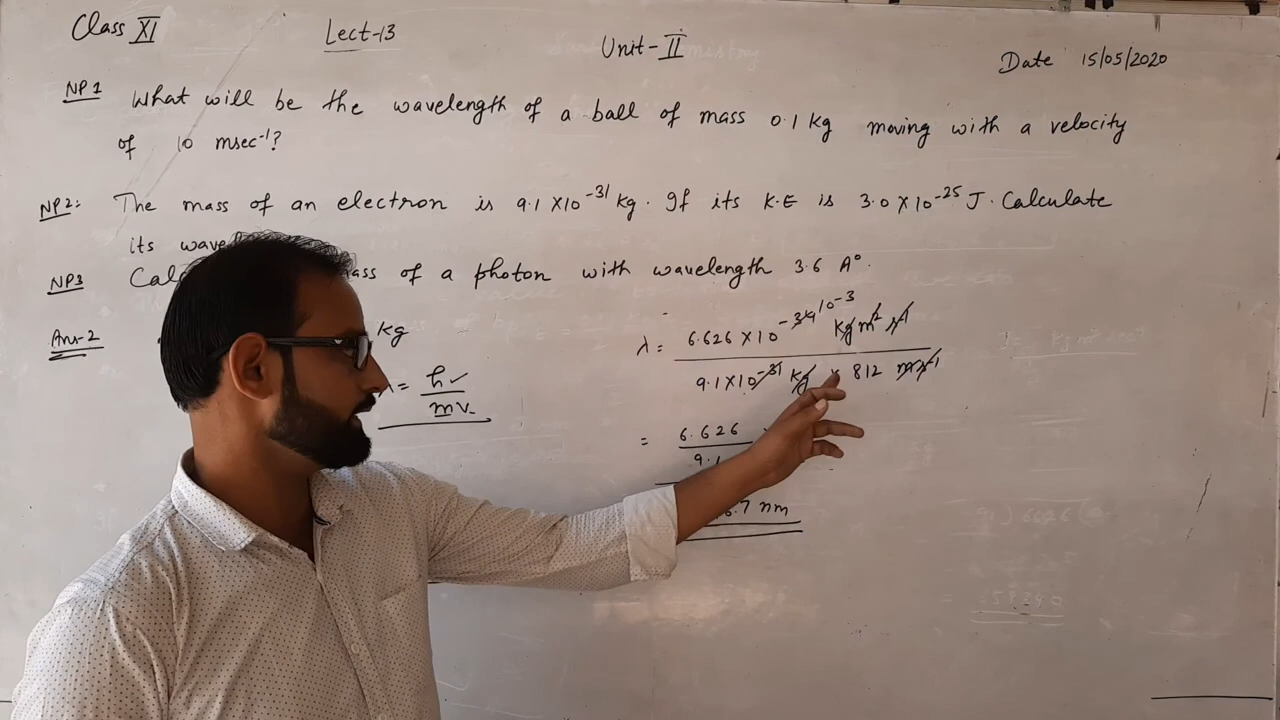 Class XI
Lect-13
Unit-II
Date 15/05/2020
NP1 What will be the wavelength of a ball of mass 0.1 kg moving with a velocity
of 10 msec⁻¹?
NP2: The mass of an electron is 9.1×10⁻³¹ kg. If its K.E is 3.0×10⁻²⁵ J. Calculate
its
NP3 of a photon with wavelength 3.6 A°.
Ans-2
kg
λ = h/mv
λ = 6.626×10⁻³⁴ 10⁻³ kg m² s⁻¹
9.1×10⁻³¹ kg × 812 m s⁻¹
= 6.626
9.1
.7 nm